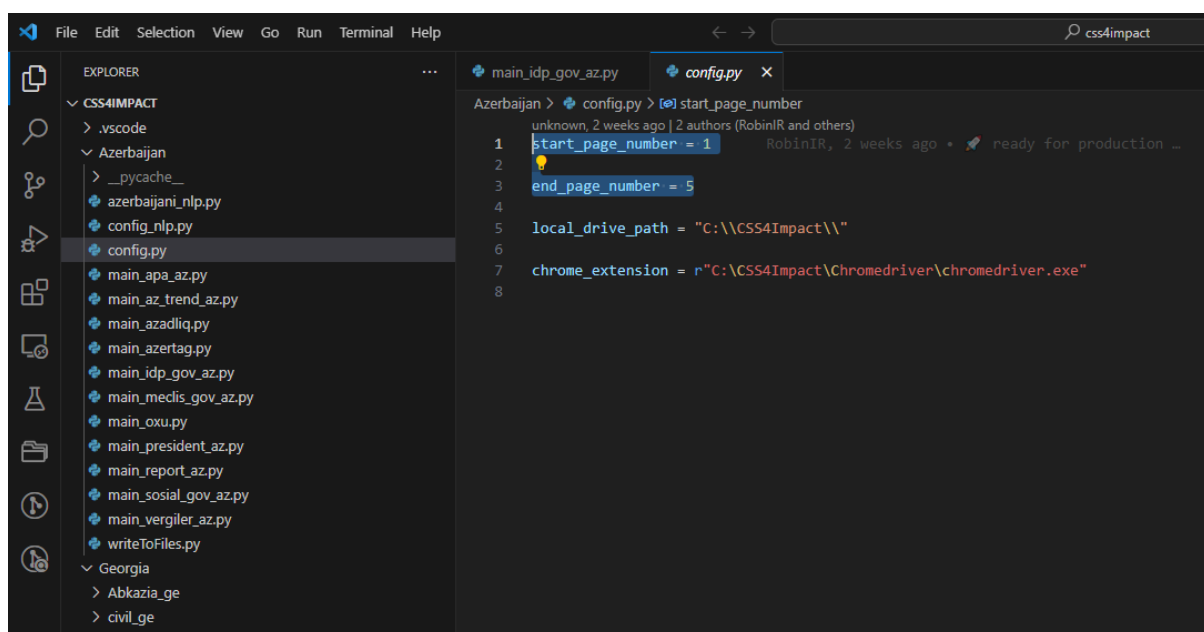 File Edit Selection View Go Run Terminal Help
css4impact
EXPLORER
CSS4IMPACT
.vscode
Azerbaijan
__pycache__
azerbaijani_nlp.py
config_nlp.py
config.py
main_apa_az.py
main_az_trend_az.py
main_azadliq.py
main_azertag.py
main_idp_gov_az.py
main_meclis_gov_az.py
main_oxu.py
main_president_az.py
main_report_az.py
main_sosial_gov_az.py
main_vergiler_az.py
writeToFiles.py
Georgia
Abkazia_ge
civil_ge
main_idp_gov_az.py config.py
Azerbaijan > config.py > start_page_number
unknown, 2 weeks ago | 2 authors (RobinIR and others)
1 start_page_number = 1 RobinIR, 2 weeks ago • 🚀 ready for production …
2
3 end_page_number = 5
4
5 local_drive_path = "C:\\CSS4Impact\\"
6
7 chrome_extension = r"C:\CSS4Impact\Chromedriver\chromedriver.exe"
8